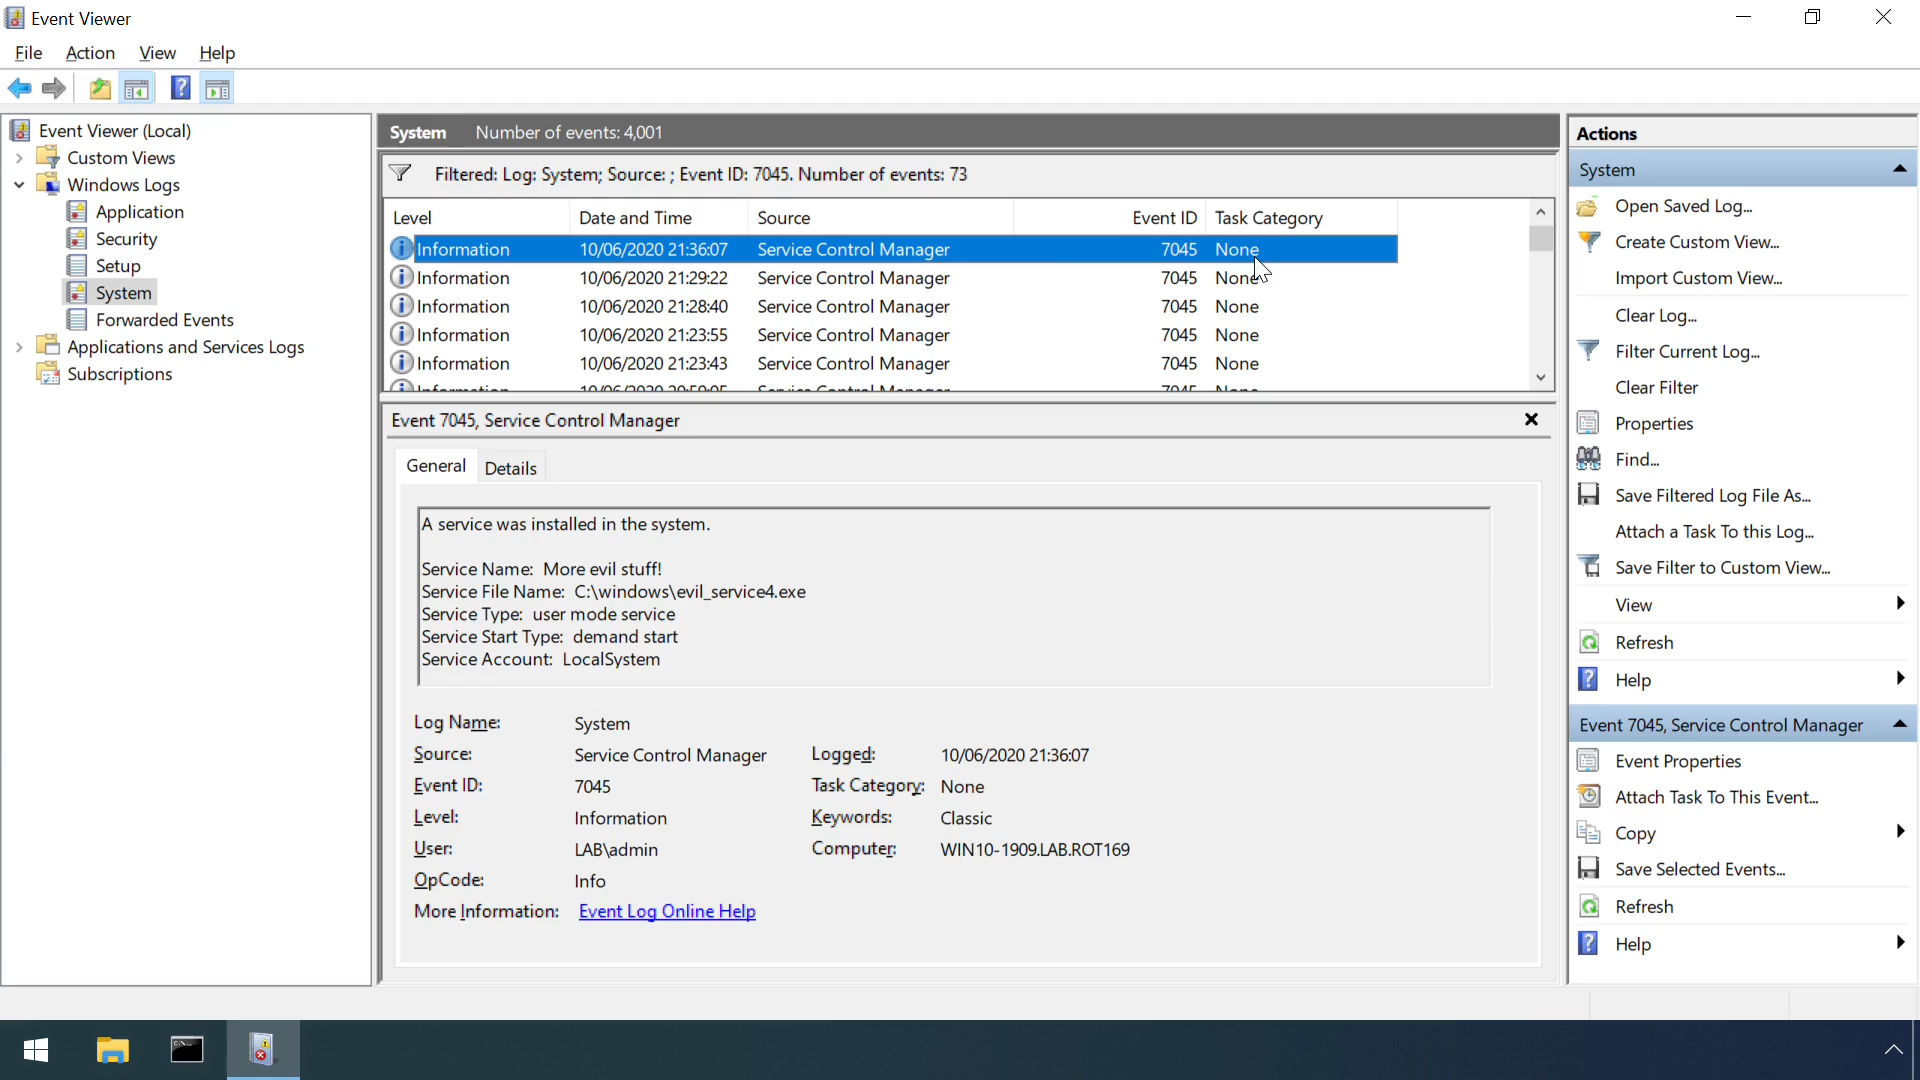 Event Viewer
File Action View Help
Event Viewer (Local)
Custom Views
Windows Logs
Application
Security
Setup
System
Forwarded Events
Applications and Services Logs
Subscriptions
System Number of events: 4,001
Filtered: Log: System; Source: ; Event ID: 7045. Number of events: 73
Level Date and Time Source Event ID Task Category
Information 10/06/2020 21:36:07 Service Control Manager 7045 None
Information 10/06/2020 21:29:22 Service Control Manager 7045 None
Information 10/06/2020 21:28:40 Service Control Manager 7045 None
Information 10/06/2020 21:23:55 Service Control Manager 7045 None
Information 10/06/2020 21:23:43 Service Control Manager 7045 None
Information 10/06/2020 20:50:05 Service Control Manager 7045 None
Event 7045, Service Control Manager
General Details
A service was installed in the system.
Service Name: More evil stuff!
Service File Name: C:\windows\evil_service4.exe
Service Type: user mode service
Service Start Type: demand start
Service Account: LocalSystem
Log Name: System
Source: Service Control Manager Logged: 10/06/2020 21:36:07
Event ID: 7045 Task Category: None
Level: Information Keywords: Classic
User: LAB\admin Computer: WIN10-1909.LAB.ROT169
OpCode: Info
More Information: Event Log Online Help
Actions
System
Open Saved Log...
Create Custom View...
Import Custom View...
Clear Log...
Filter Current Log...
Clear Filter
Properties
Find...
Save Filtered Log File As...
Attach a Task To this Log...
Save Filter to Custom View...
View
Refresh
Help
Event 7045, Service Control Manager
Event Properties
Attach Task To This Event...
Copy
Save Selected Events...
Refresh
Help